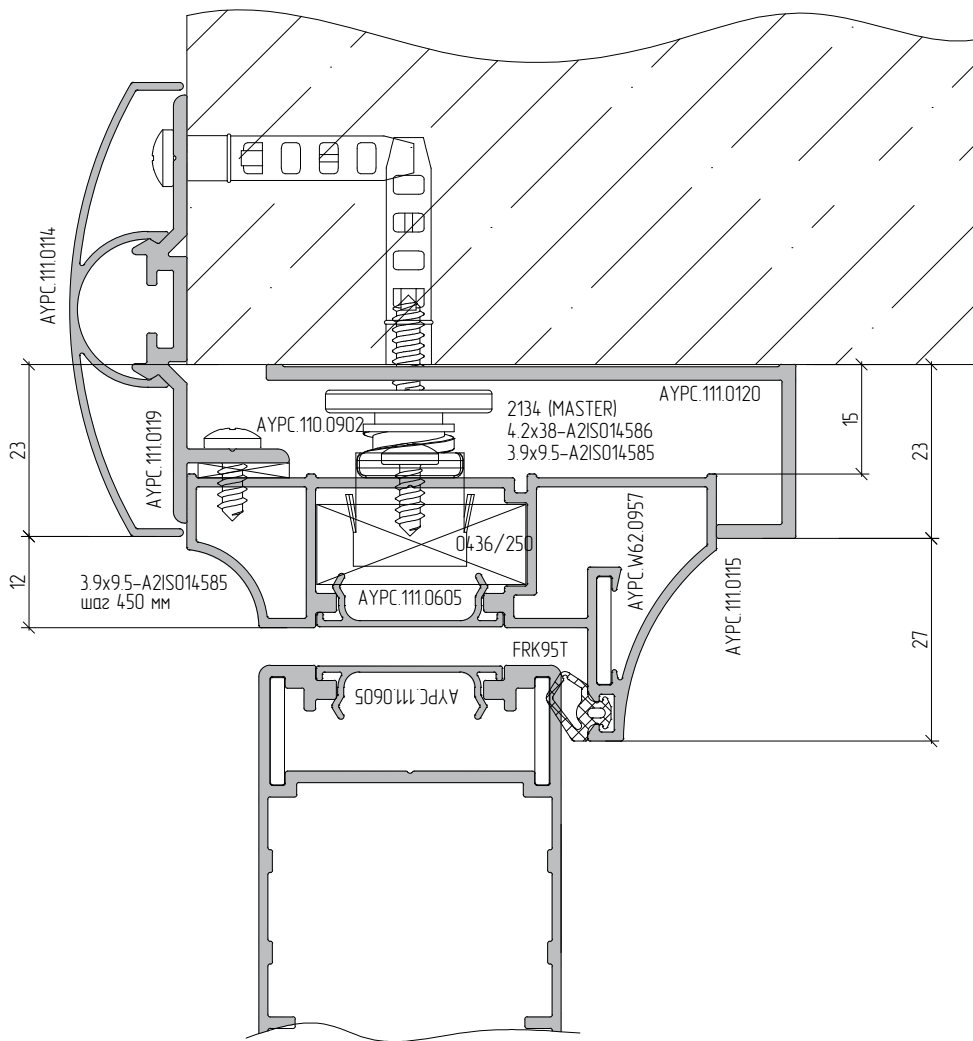 AYPC.111.0114
23
AYPC.111.0119
AYPC.110.0902
2134 (MASTER)
4.2x38-A2ISO14586
3.9x9.5-A2ISO14585
AYPC.111.0120
15
23
12
3.9x9.5-A2ISO14585
шаг 450 мм
0436/250
AYPC.111.0605
AYPC.W62.0957
AYPC.111.0115
27
FRK95T
AYPC.111.0605